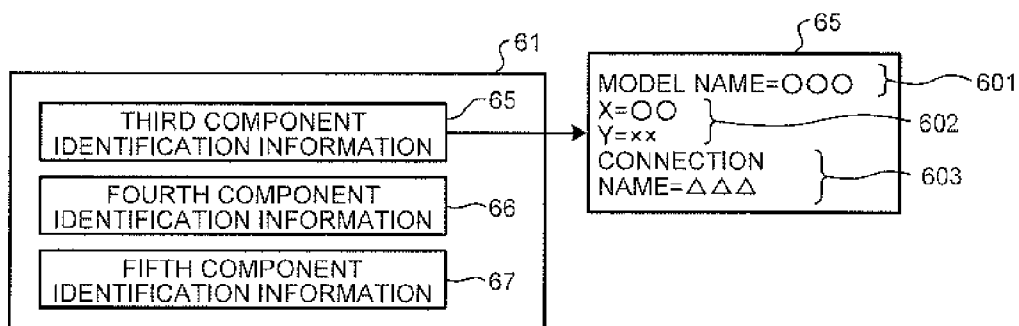 61
65
THIRD COMPONENT
IDENTIFICATION INFORMATION
FOURTH COMPONENT
IDENTIFICATION INFORMATION
66
FIFTH COMPONENT
IDENTIFICATION INFORMATION
67
65
MODEL NAME=○○○
601
X=○○
Y=××
602
CONNECTION
NAME=△△△
603